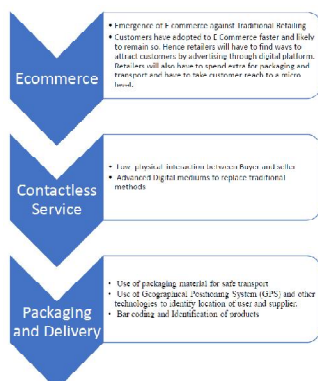 Ecommerce
• Emergence of E commerce against Traditional Retailing
• Customers have adopted to E Commerce faster and likely
to remain so. Hence retailers will have to find ways to
attract customers by advertising through digital platform.
Retailers will also have to spend extra for packaging and
transport and have to take customer reach to a micro
level.
Contactless
Service
• Low physical interaction between Buyer and seller
• Advanced Digital mediums to replace traditional
methods
Packaging
and Delivery
• Use of packaging material for safe transport
• Use of Geographical Positioning System (GPS) and other
technologies to identify location of user and supplier.
• Bar coding and Identification of products